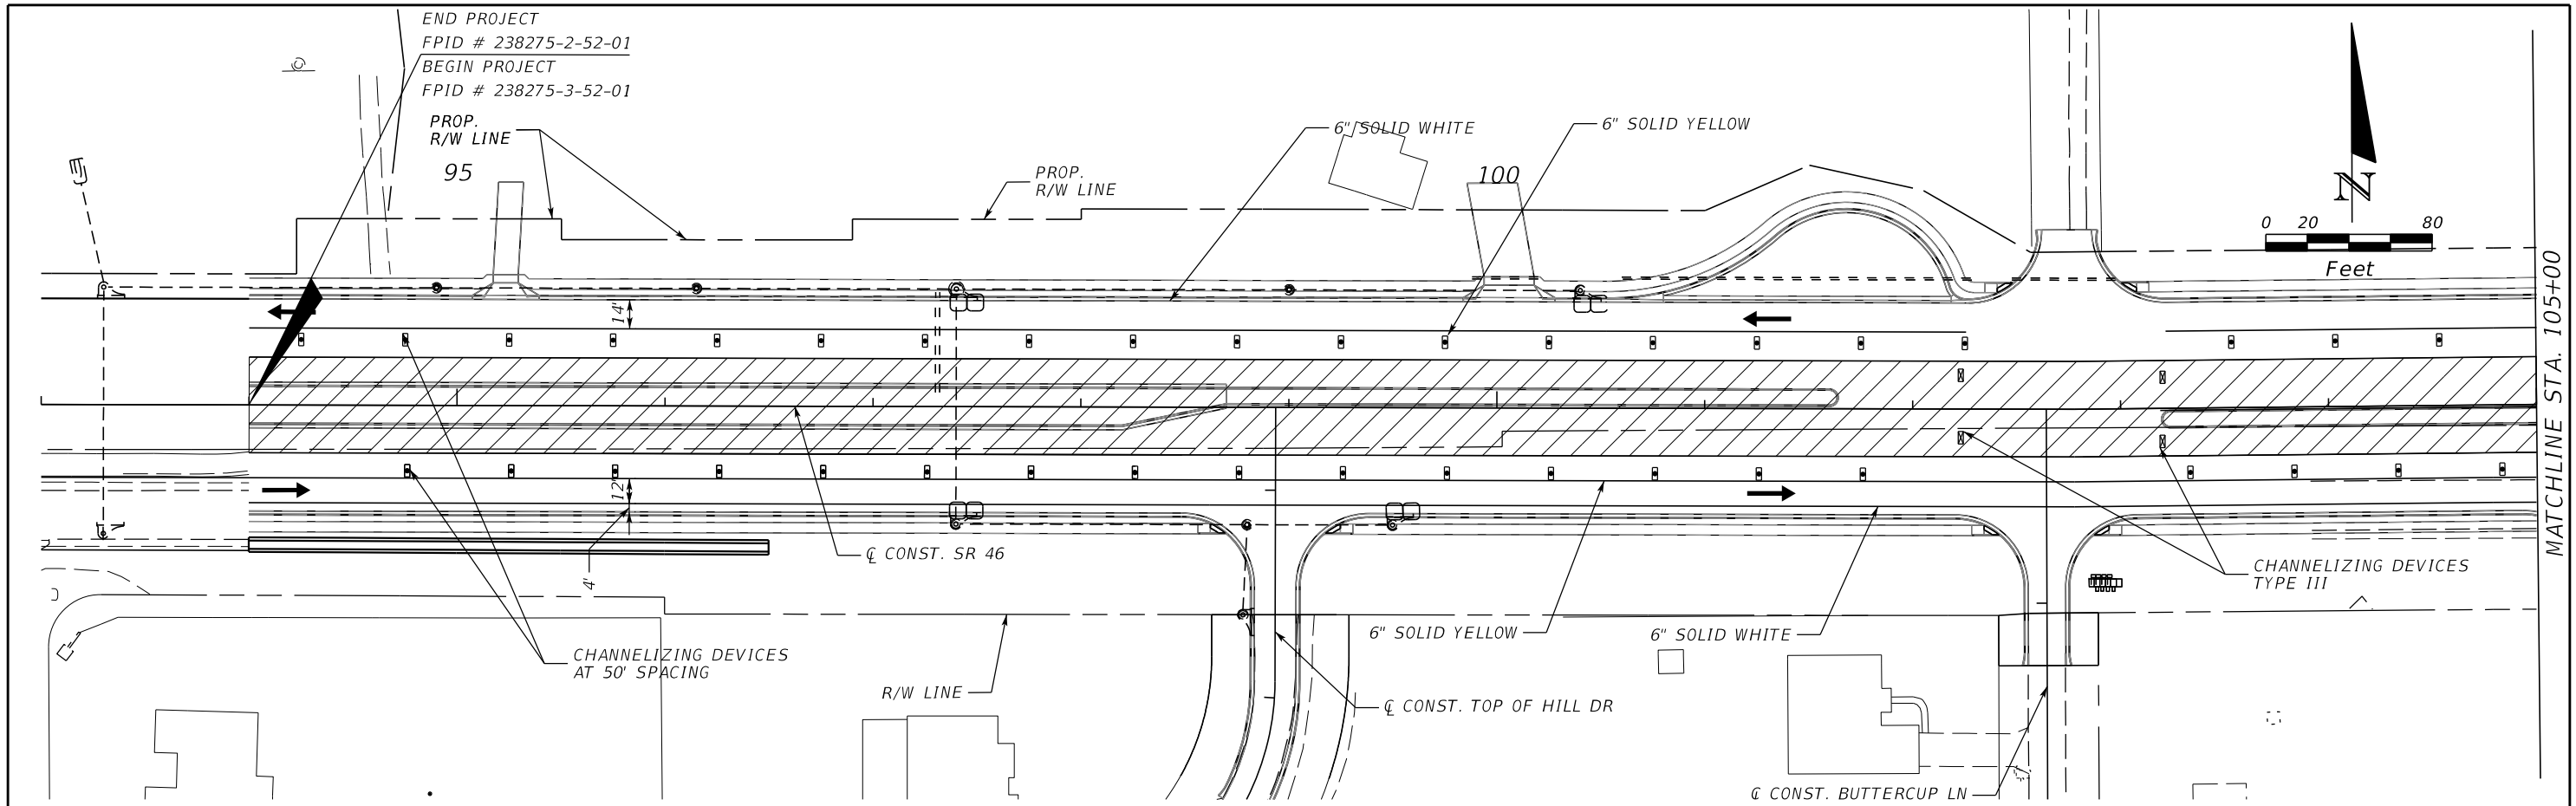 END PROJECT
FPID # 238275-2-52-01
BEGIN PROJECT
FPID # 238275-3-52-01
PROP.
R/W LINE
95
PROP.
R/W LINE
6" SOLID WHITE
6" SOLID YELLOW
100
N
0 20 80
Feet
14'
12'
4'
MATCHLINE STA. 105+00
℄ CONST. SR 46
CHANNELIZING DEVICES
TYPE III
6" SOLID YELLOW
6" SOLID WHITE
CHANNELIZING DEVICES
AT 50' SPACING
R/W LINE
℄ CONST. TOP OF HILL DR
℄ CONST. BUTTERCUP LN